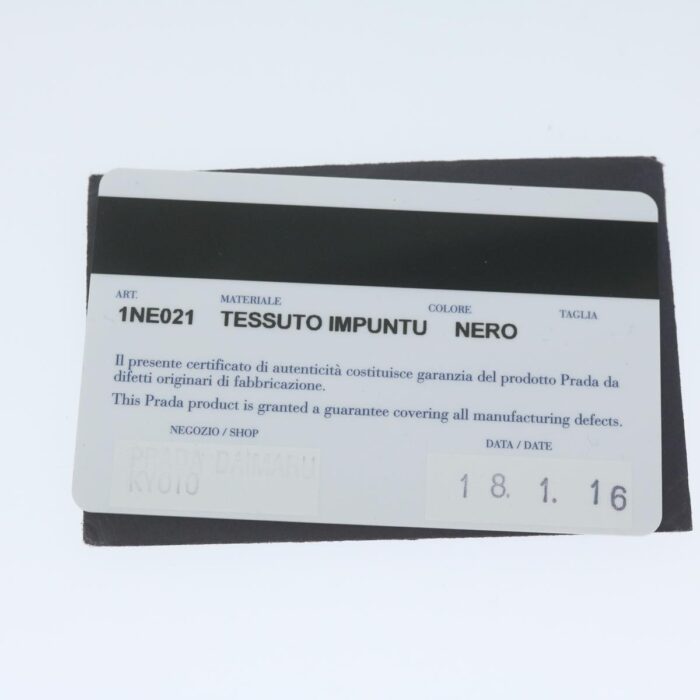 ART. MATERIALE COLORE TAGLIA
1NE021 TESSUTO IMPUNTU NERO
Il presente certificato di autenticità costituisce garanzia del prodotto Prada da
difetti originari di fabbricazione.
This Prada product is granted a guarantee covering all manufacturing defects.
NEGOZIO / SHOP DATA / DATE
PRADA DAIMARU
KYOTO
18. 1. 16